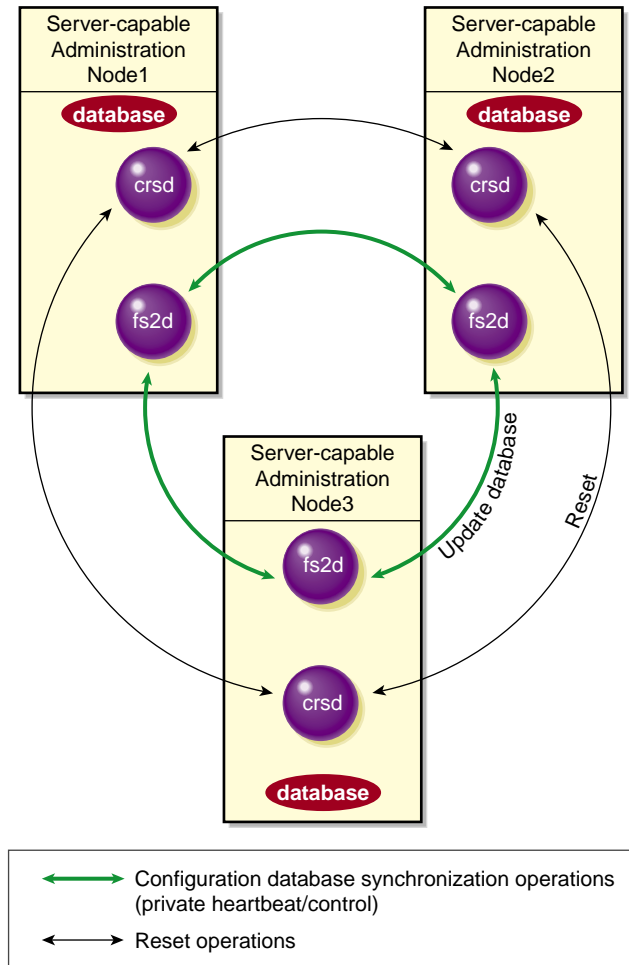 Server-capable
Administration
Node1
database
crsd
fs2d
Server-capable
Administration
Node2
database
crsd
fs2d
Server-capable
Administration
Node3
fs2d
crsd
database
Update database
Reset
Configuration database synchronization operations
(private heartbeat/control)
Reset operations